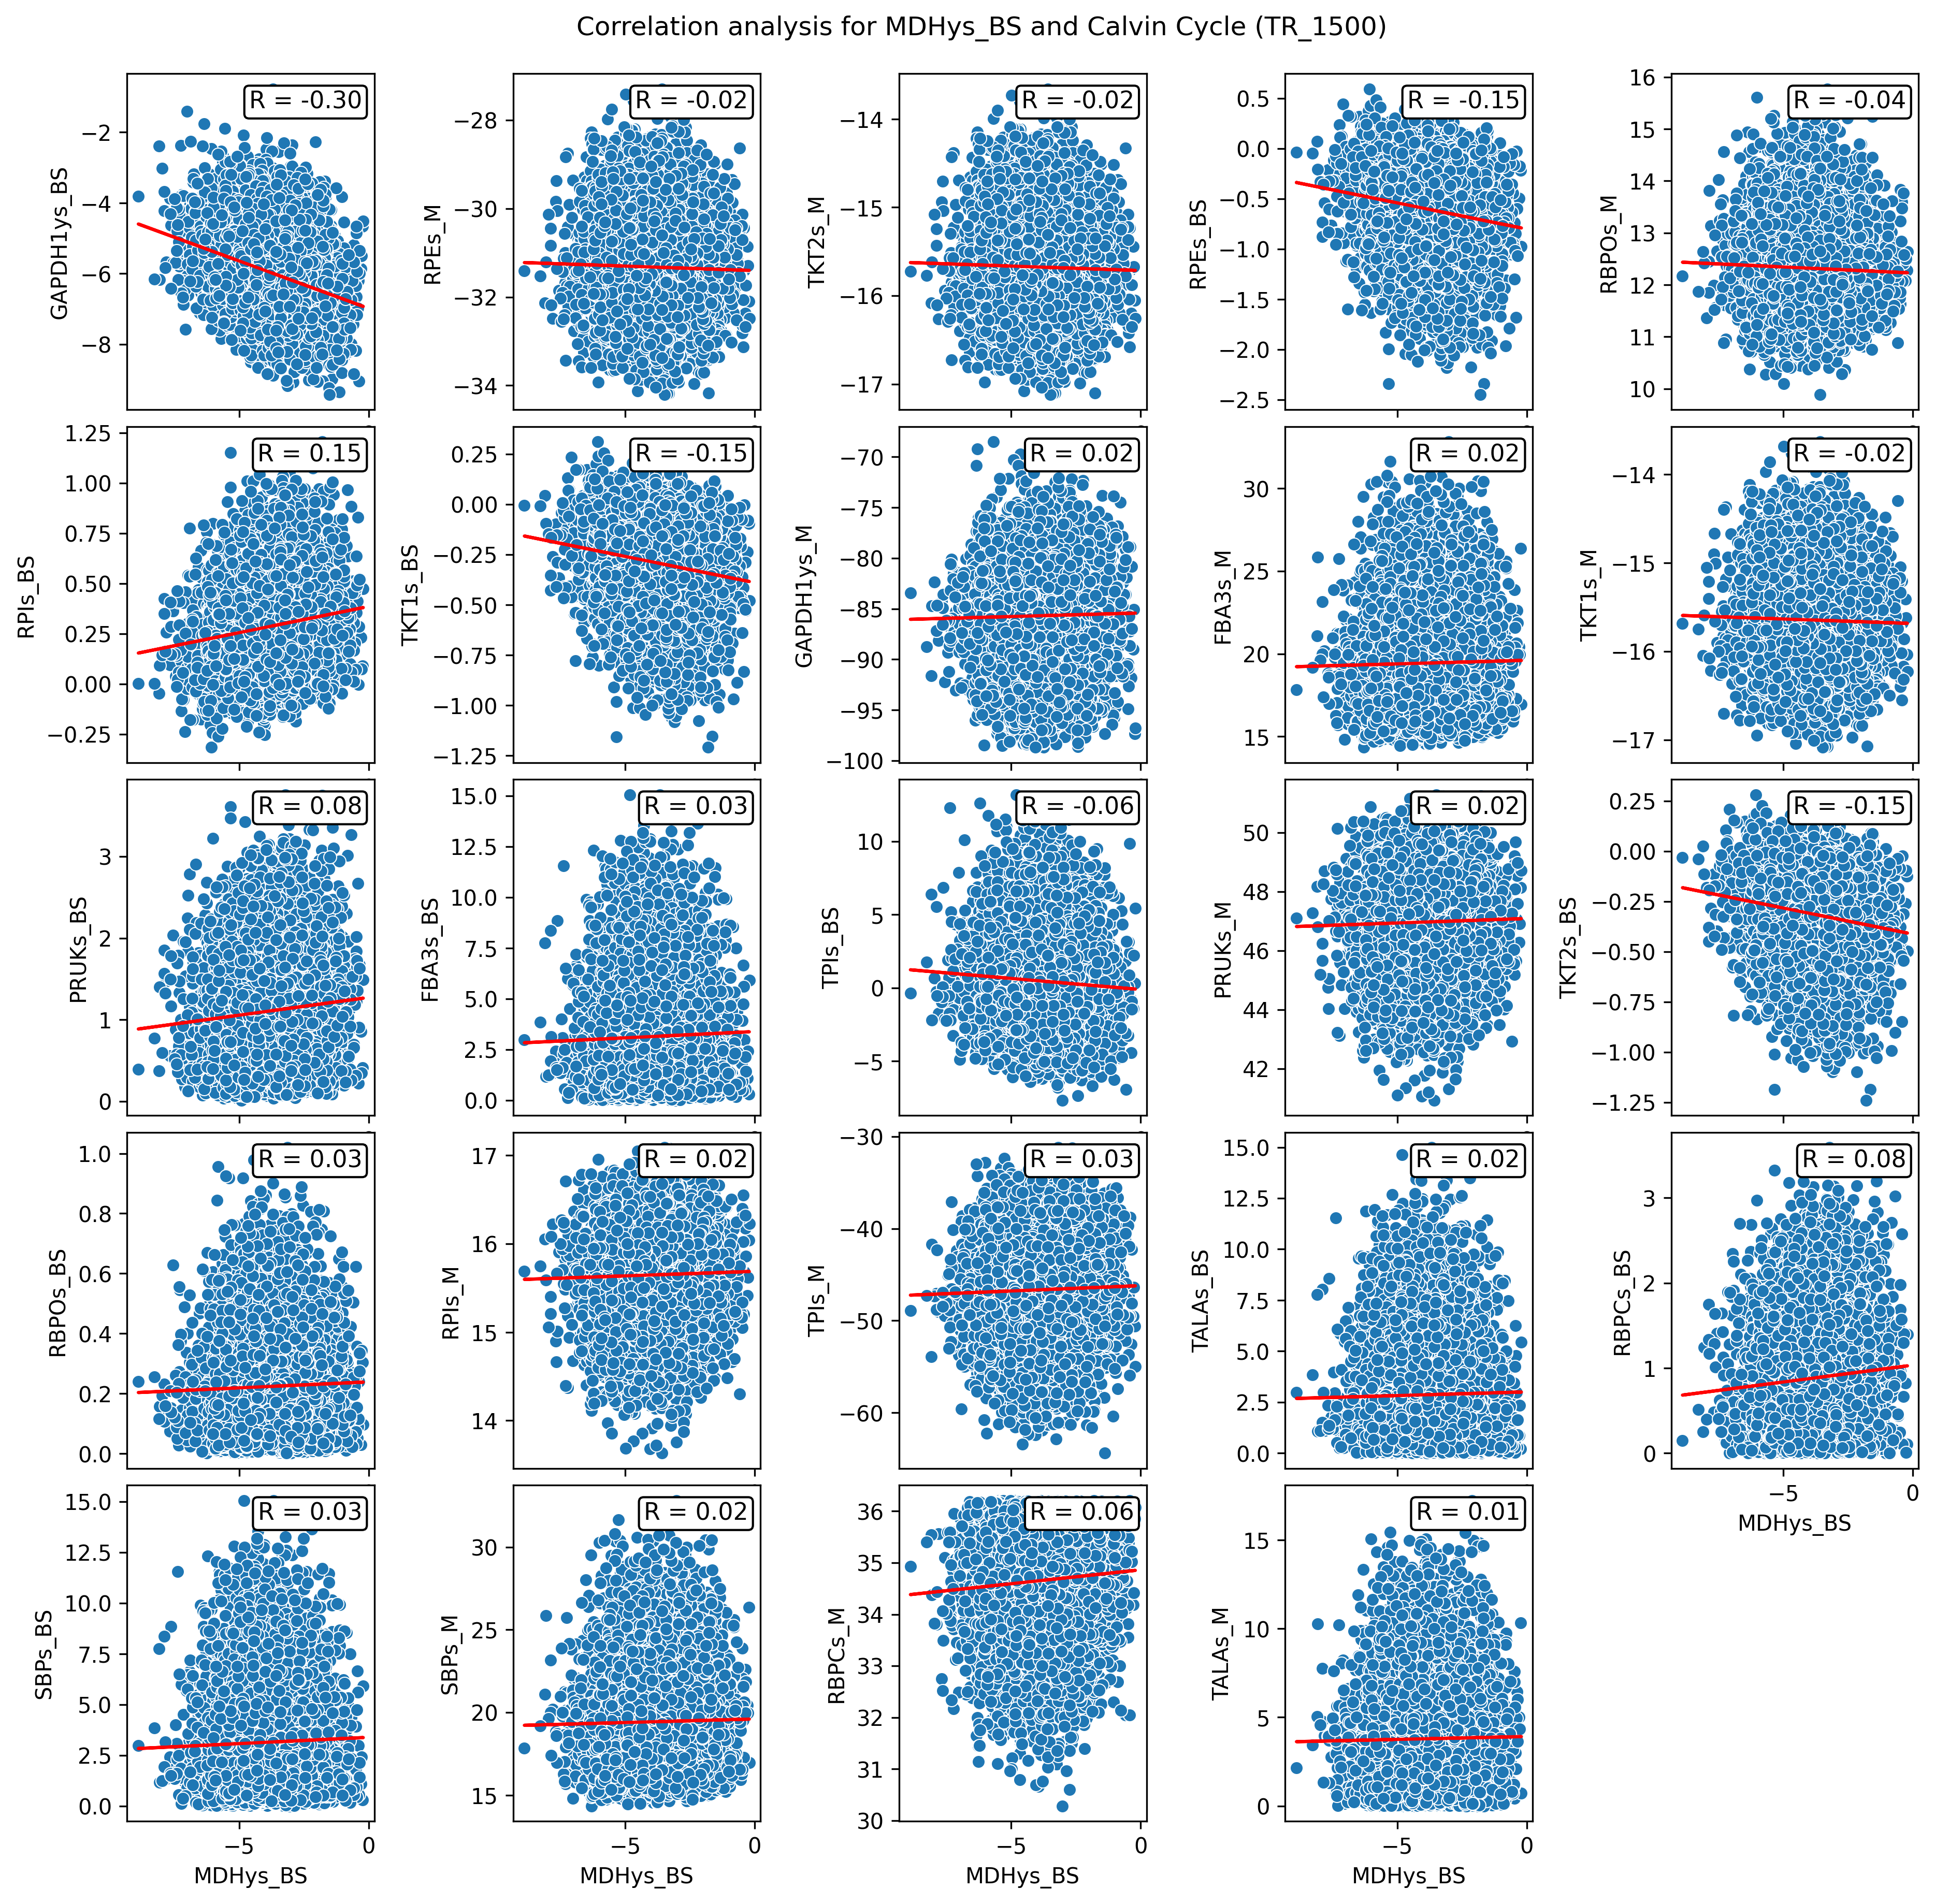 Correlation analysis for MDHys_BS and Calvin Cycle (TR_1500)
R = -0.30
−2
−4
−6
−8
GAPDH1ys_BS
R = -0.02
−28
−30
−32
−34
RPEs_M
R = -0.02
−14
−15
−16
−17
TKT2s_M
R = -0.15
0.5
0.0
−0.5
−1.0
−1.5
−2.0
−2.5
RPEs_BS
R = -0.04
16
15
14
13
12
11
10
RBPOs_M
R = 0.15
1.25
1.00
0.75
0.50
0.25
0.00
−0.25
RPIs_BS
R = -0.15
0.25
0.00
−0.25
−0.50
−0.75
−1.00
−1.25
TKT1s_BS
R = 0.02
−70
−75
−80
−85
−90
−95
−100
GAPDH1ys_M
R = 0.02
30
25
20
15
FBA3s_M
R = -0.02
−14
−15
−16
−17
TKT1s_M
R = 0.08
3
2
1
0
PRUKs_BS
R = 0.03
15.0
12.5
10.0
7.5
5.0
2.5
0.0
FBA3s_BS
R = -0.06
10
5
0
−5
TPIs_BS
R = 0.02
50
48
46
44
42
PRUKs_M
R = -0.15
0.25
0.00
−0.25
−0.50
−0.75
−1.00
−1.25
TKT2s_BS
R = 0.03
1.0
0.8
0.6
0.4
0.2
0.0
RBPOs_BS
R = 0.02
17
16
15
14
RPIs_M
R = 0.03
−30
−40
−50
−60
TPIs_M
R = 0.02
15.0
12.5
10.0
7.5
5.0
2.5
0.0
TALAs_BS
R = 0.08
3
2
1
0
RBPCs_BS
−5
0
MDHys_BS
R = 0.03
15.0
12.5
10.0
7.5
5.0
2.5
0.0
SBPs_BS
−5
0
MDHys_BS
R = 0.02
30
25
20
15
SBPs_M
−5
0
MDHys_BS
R = 0.06
36
35
34
33
32
31
30
RBPCs_M
−5
0
MDHys_BS
R = 0.01
15
10
5
0
TALAs_M
−5
0
MDHys_BS